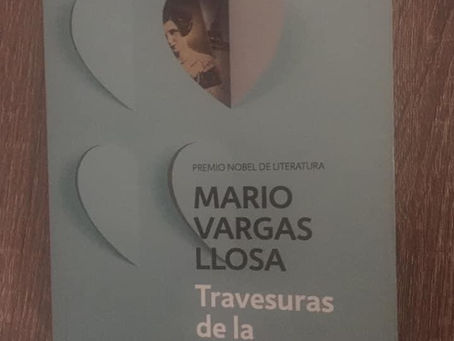 PREMIO NOBEL DE LITERATURA
MARIO
VARGAS
LLOSA
Travesuras
de la